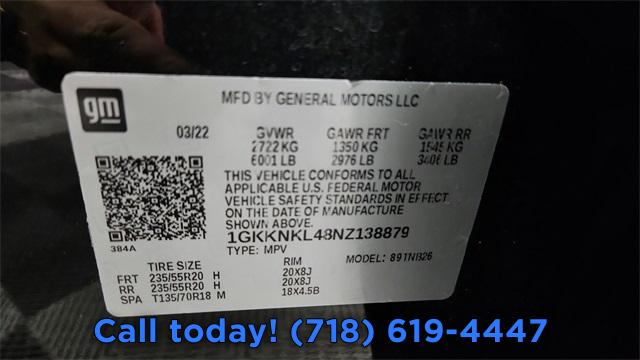 gm
MFD BY GENERAL MOTORS LLC
03/22 GVWR GAWR FRT GAWR RR
2722 KG 1350 KG 1545 KG
6001 LB 2976 LB 3406 LB
THIS VEHICLE CONFORMS TO ALL
APPLICABLE U.S. FEDERAL MOTOR
VEHICLE SAFETY STANDARDS IN EFFECT
ON THE DATE OF MANUFACTURE
SHOWN ABOVE.
384A
1GKKNKL48NZ138879
TYPE: MPV MODEL:
TIRE SIZE RIM
FRT 235/55R20 H 20X8J
RR 235/55R20 H 20X8J
SPA T135/70R18 M 18X4.5B
Call today! (718) 619-4447